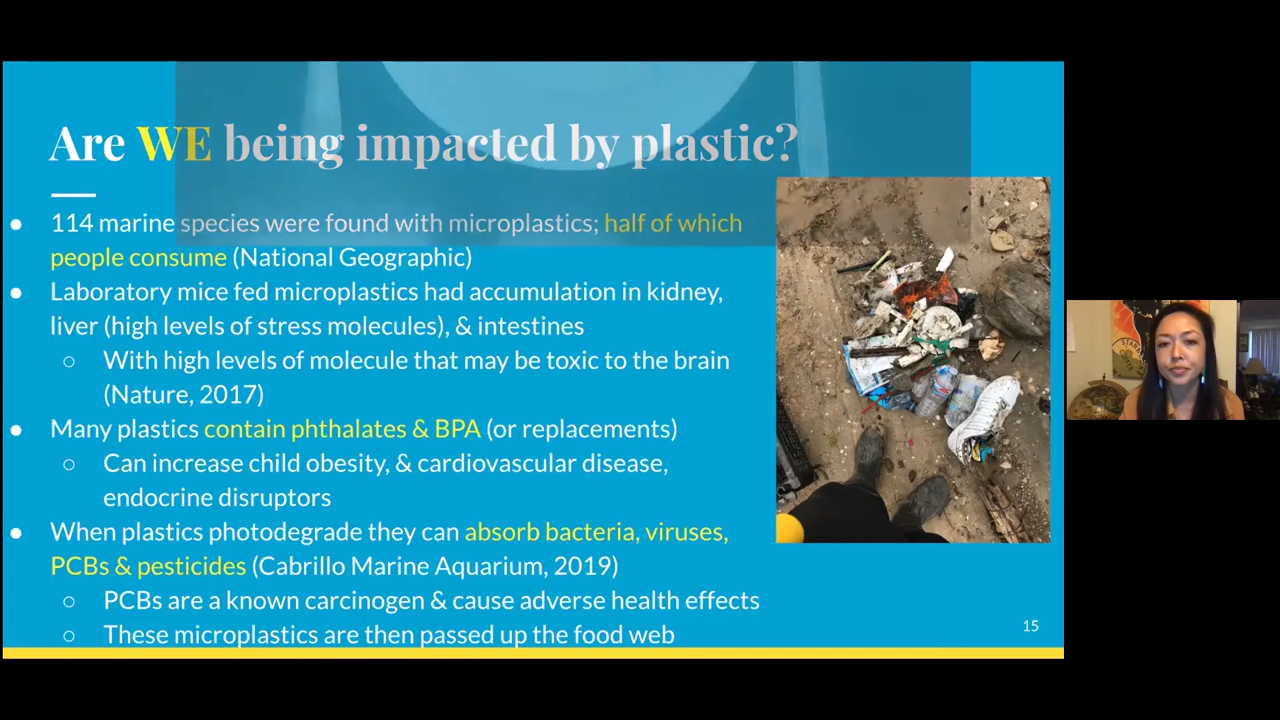 Are WE being impacted by plastic?
● 114 marine species were found with microplastics; half of which
people consume (National Geographic)
● Laboratory mice fed microplastics had accumulation in kidney,
liver (high levels of stress molecules), & intestines
○ With high levels of molecule that may be toxic to the brain
(Nature, 2017)
● Many plastics contain phthalates & BPA (or replacements)
○ Can increase child obesity, & cardiovascular disease,
endocrine disruptors
● When plastics photodegrade they can absorb bacteria, viruses,
PCBs & pesticides (Cabrillo Marine Aquarium, 2019)
○ PCBs are a known carcinogen & cause adverse health effects
○ These microplastics are then passed up the food web
15